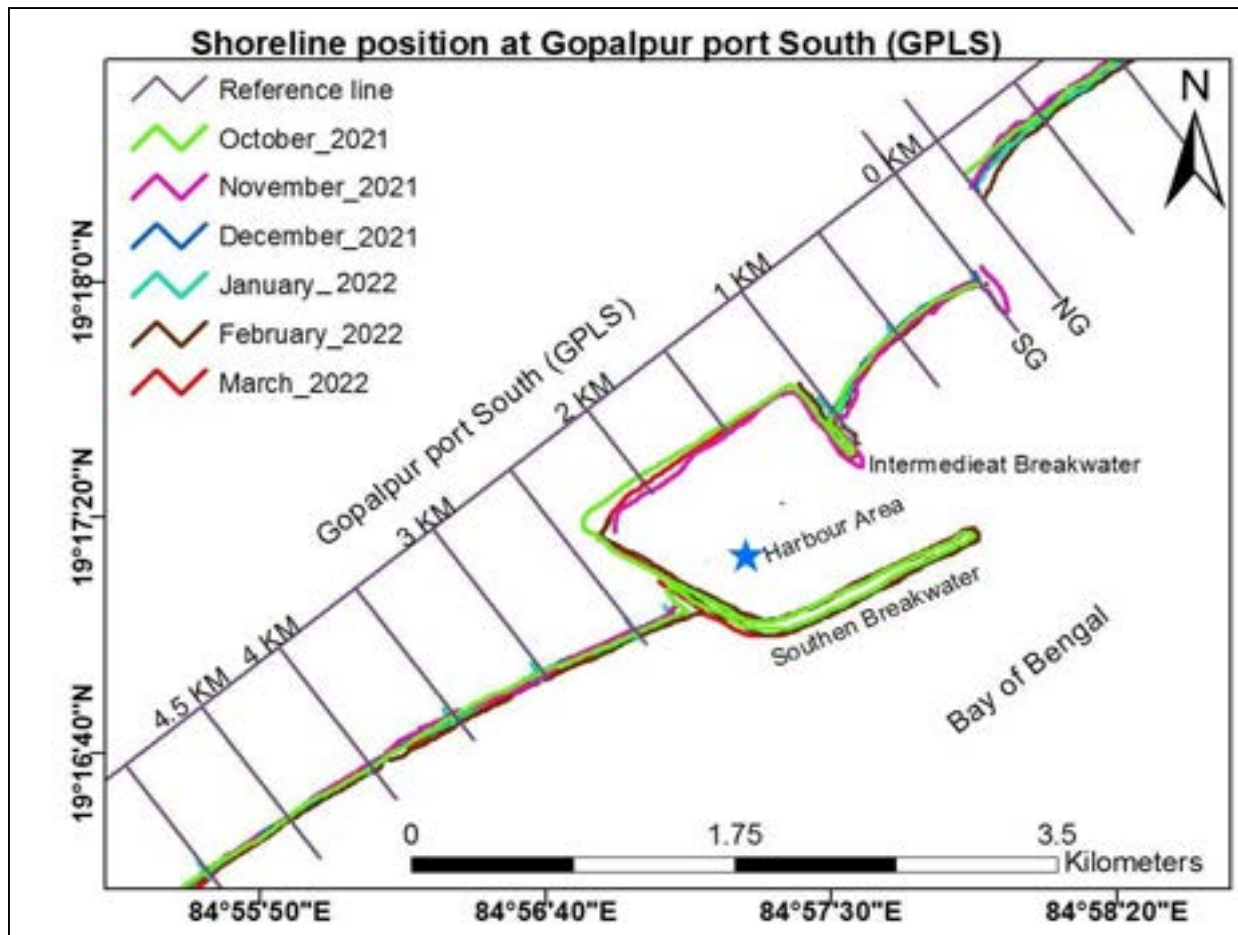 Shoreline position at Gopalpur port South (GPLS)
Reference line
October_2021
November_2021
December_2021
January_2022
February_2022
March_2022
N
0 KM
1 KM
2 KM
3 KM
4 KM
4.5 KM
Gopalpur port South (GPLS)
NG
SG
Intermedieat Breakwater
Harbour Area
Southen Breakwater
Bay of Bengal
0 1.75 3.5
Kilometers
19°18'0"N
19°17'20"N
19°16'40"N
84°55'50"E 84°56'40"E 84°57'30"E 84°58'20"E